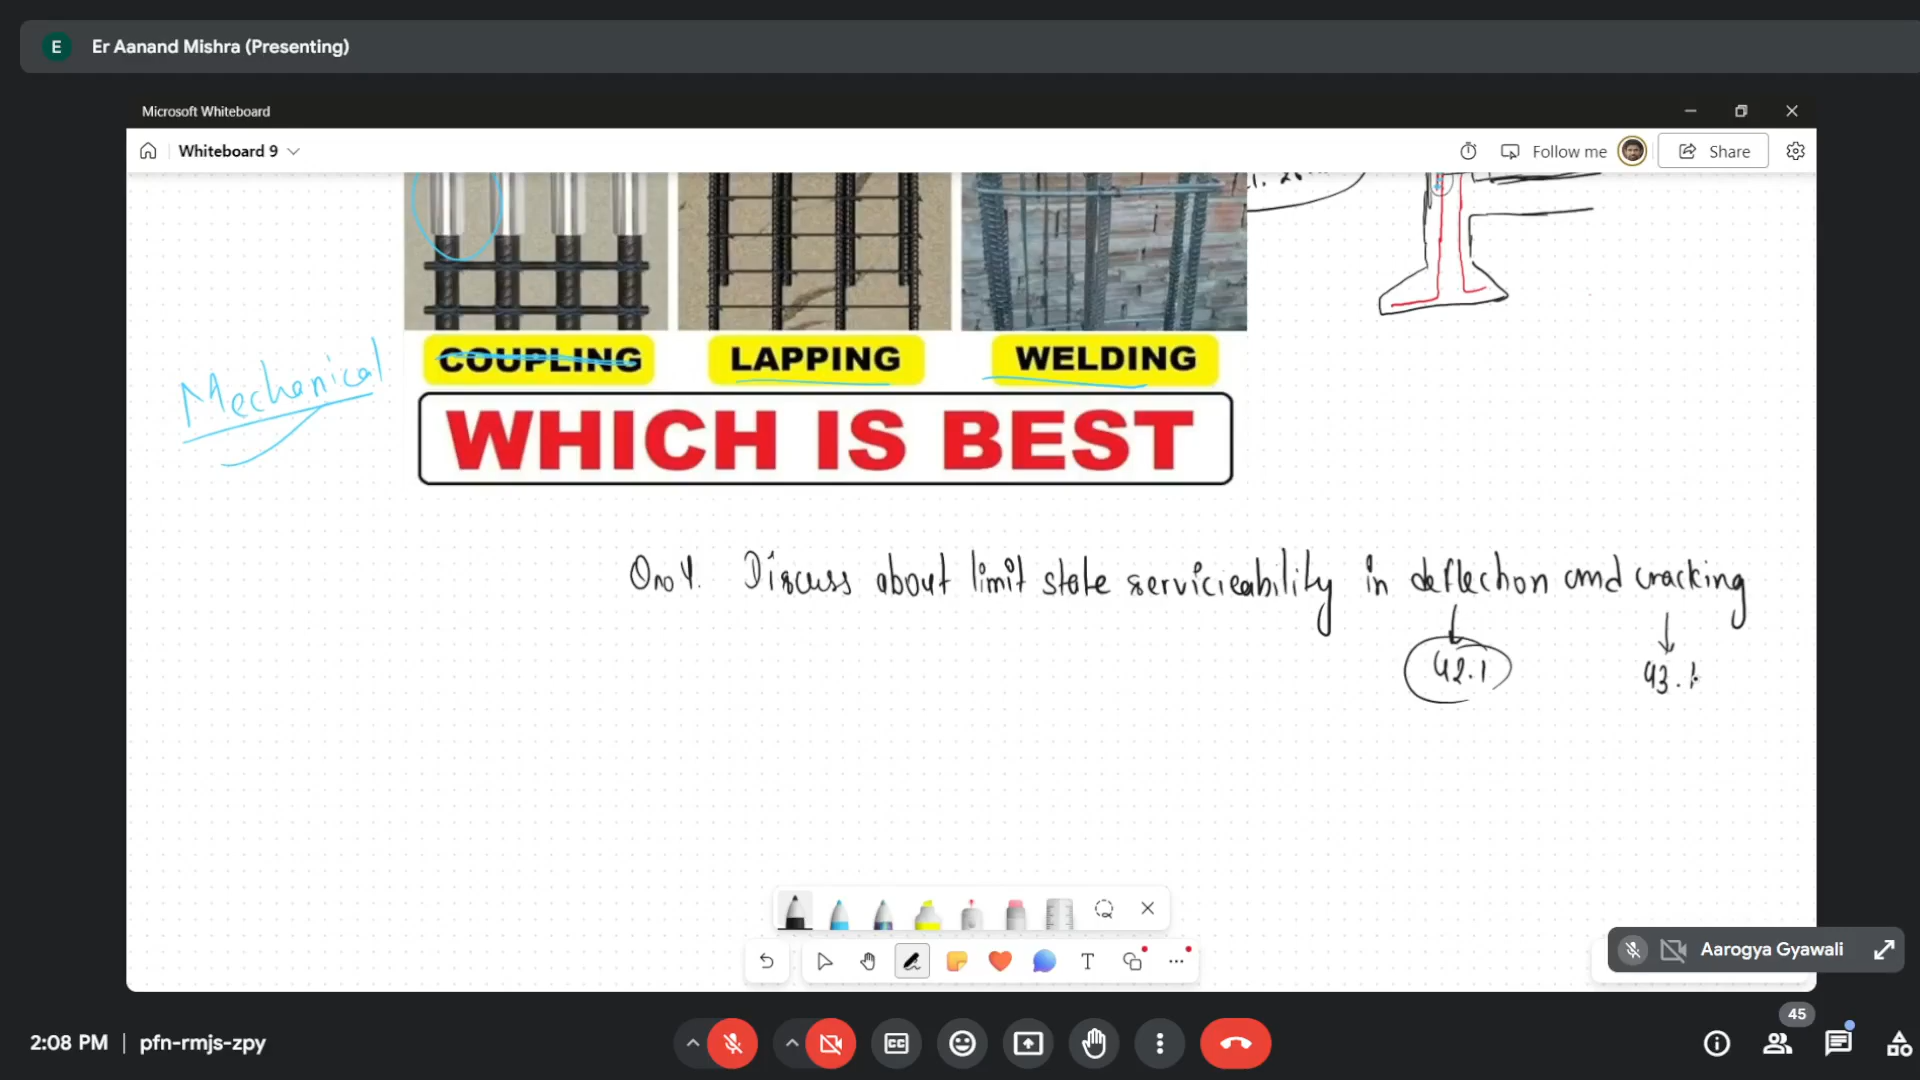 E Er Aanand Mishra (Presenting)
Microsoft Whiteboard
Whiteboard 9
Follow me
Share
COUPLING LAPPING WELDING
Mechanical
WHICH IS BEST
Qno 4. Discuss about limit state servicieability in deflection and cracking
42.1 43.1
Aarogya Gyawali
45
2:08 PM | pfn-rmjs-zpy